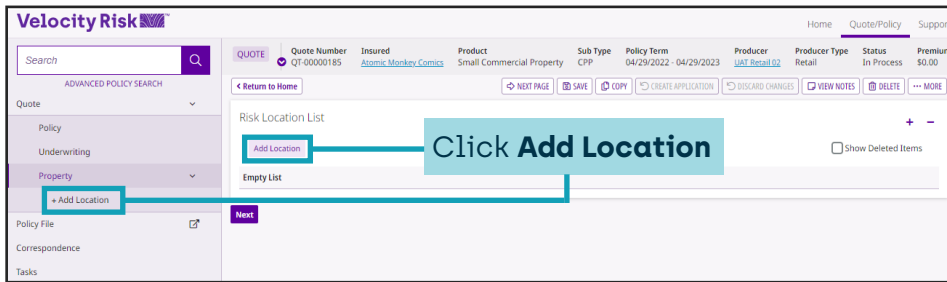 Velocity Risk
Home Quote/Policy Suppor
Search
ADVANCED POLICY SEARCH
Quote
Policy
Underwriting
Property
+ Add Location
Policy File
Correspondence
Tasks
QUOTE
Quote Number Insured Product Sub Type Policy Term Producer Producer Type Status Premium
QT-00000185 Atomic Monkey Comics Small Commercial Property CPP 04/29/2022 - 04/29/2023 UAT Retail 02 Retail In Process $0.00
Return to Home NEXT PAGE SAVE COPY CREATE APPLICATION DISCARD CHANGES VIEW NOTES DELETE ... MORE
Risk Location List + -
Add Location Click Add Location Show Deleted Items
Empty List
Next